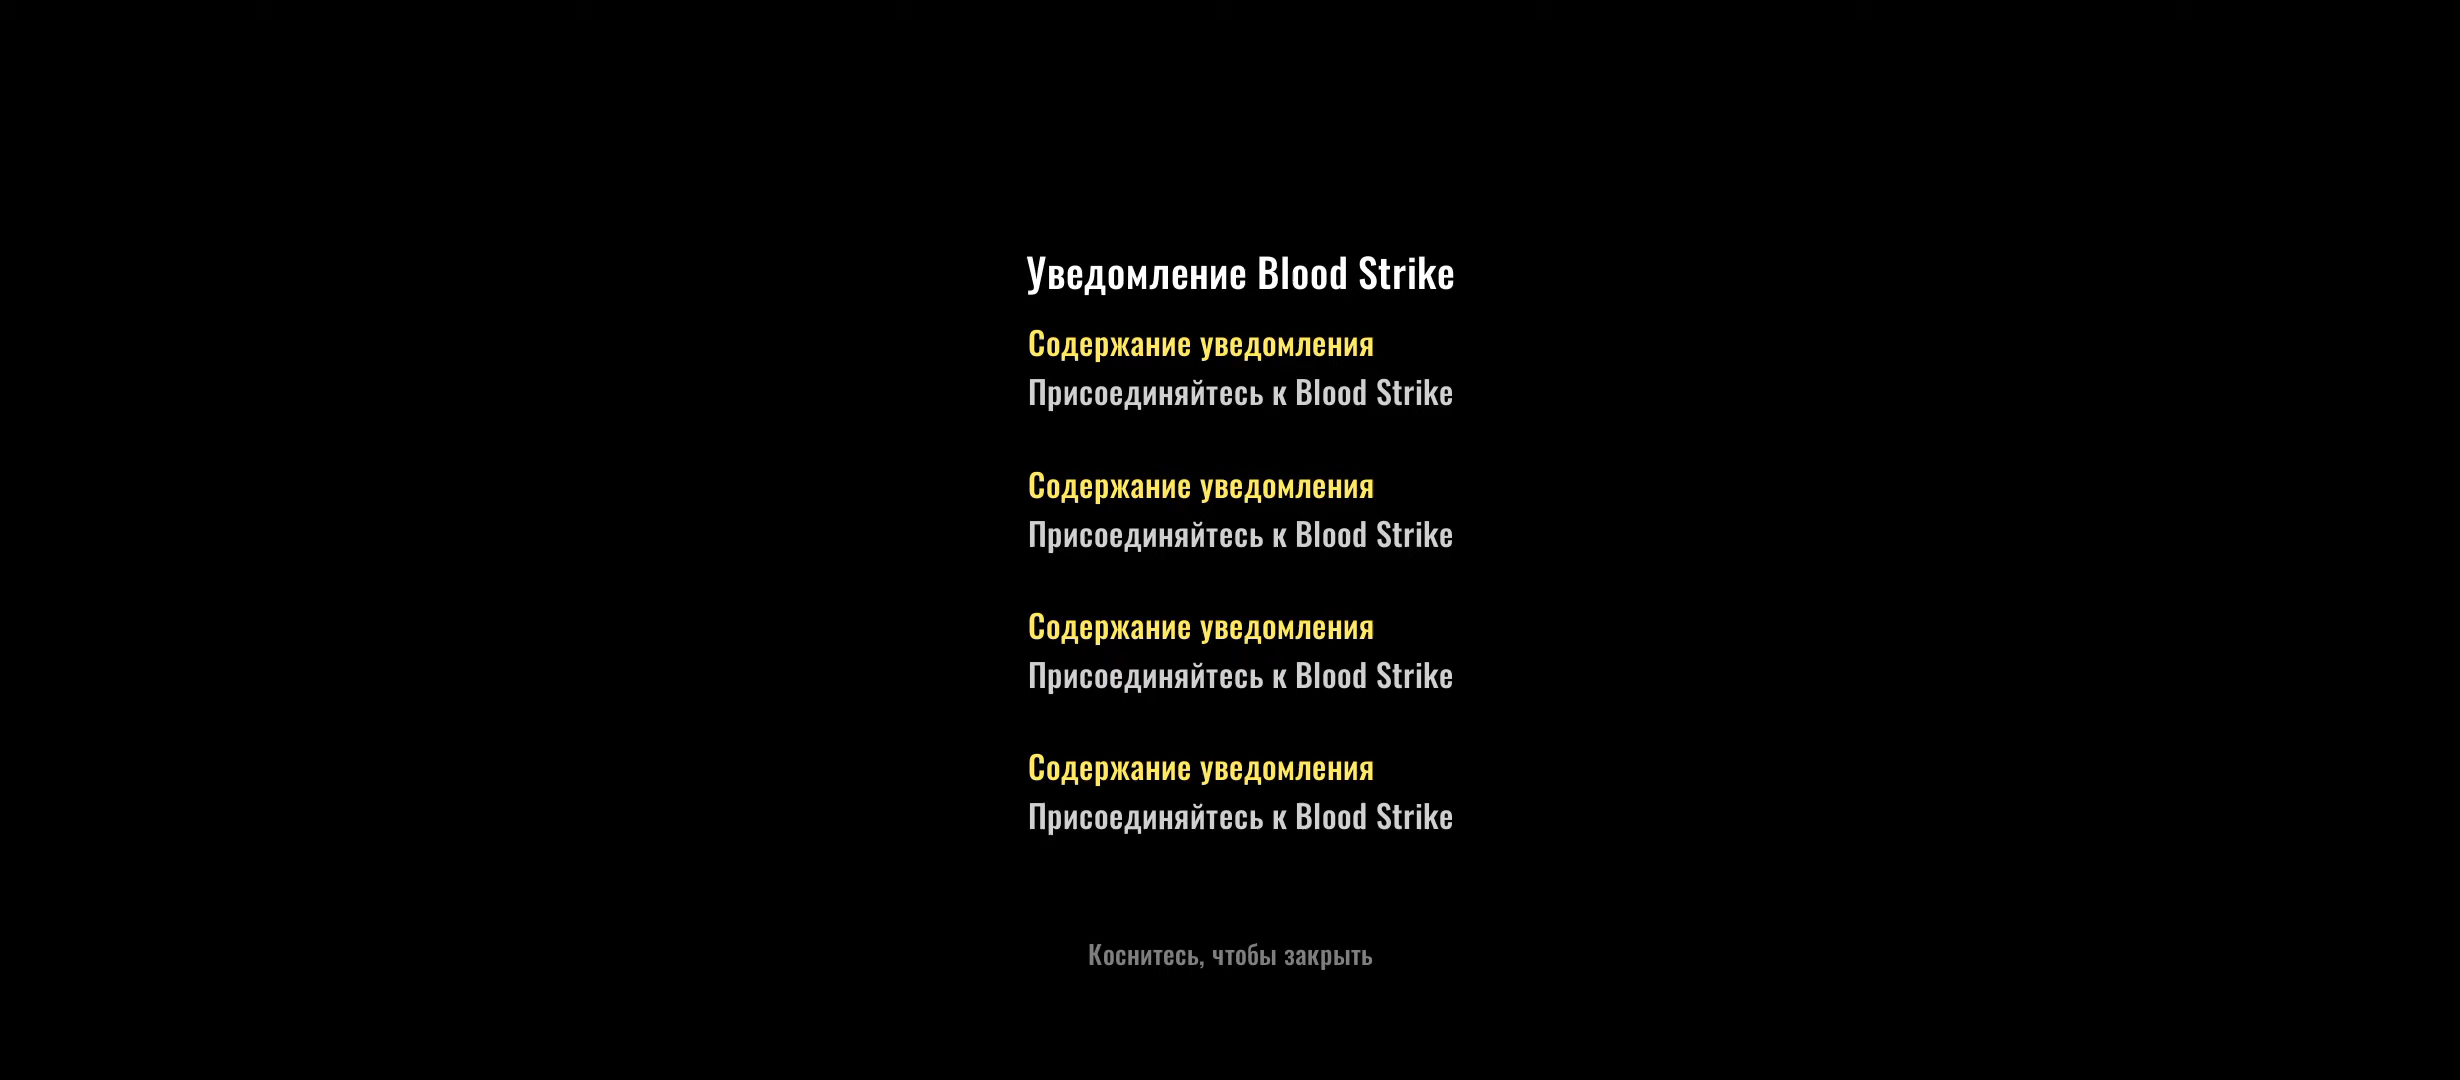 Уведомление Blood Strike
Содержание уведомления
Присоединяйтесь к Blood Strike
Содержание уведомления
Присоединяйтесь к Blood Strike
Содержание уведомления
Присоединяйтесь к Blood Strike
Содержание уведомления
Присоединяйтесь к Blood Strike
Коснитесь, чтобы закрыть